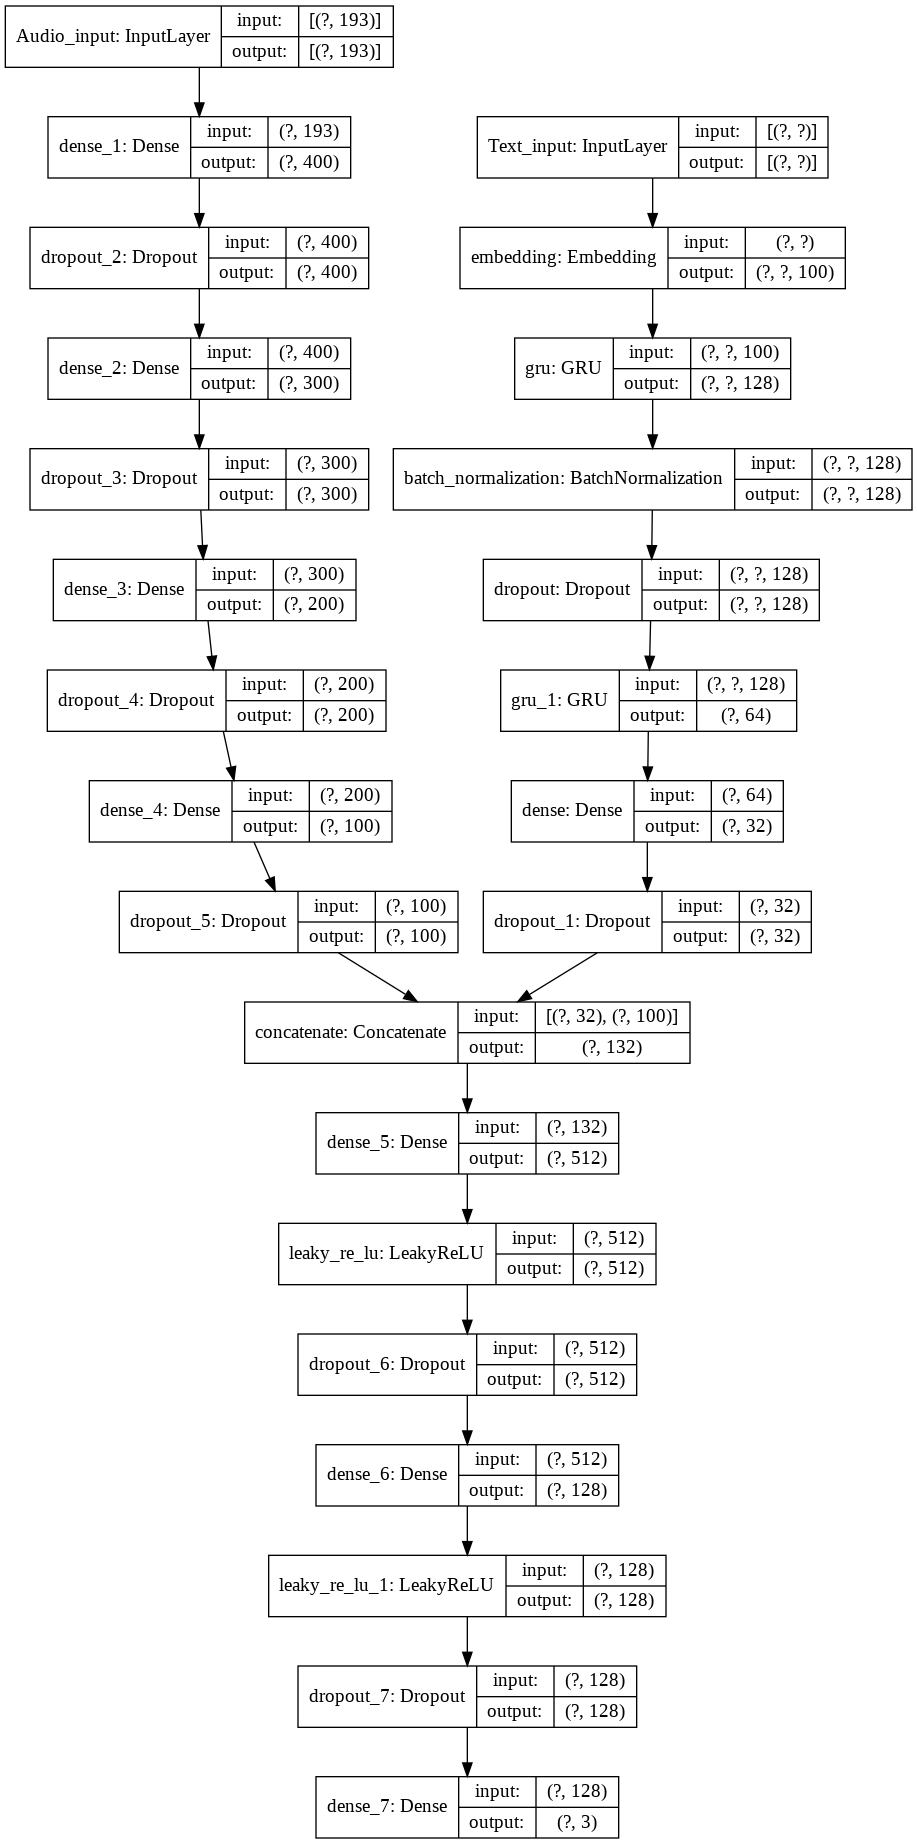 Audio_input: InputLayer
input: [(?, 193)]
output: [(?, 193)]
dense_1: Dense
input: (?, 193)
output: (?, 400)
Text_input: InputLayer
input: [(?, ?)]
output: [(?, ?)]
dropout_2: Dropout
input: (?, 400)
output: (?, 400)
embedding: Embedding
input: (?, ?)
output: (?, ?, 100)
dense_2: Dense
input: (?, 400)
output: (?, 300)
gru: GRU
input: (?, ?, 100)
output: (?, ?, 128)
dropout_3: Dropout
input: (?, 300)
output: (?, 300)
batch_normalization: BatchNormalization
input: (?, ?, 128)
output: (?, ?, 128)
dense_3: Dense
input: (?, 300)
output: (?, 200)
dropout: Dropout
input: (?, ?, 128)
output: (?, ?, 128)
dropout_4: Dropout
input: (?, 200)
output: (?, 200)
gru_1: GRU
input: (?, ?, 128)
output: (?, 64)
dense_4: Dense
input: (?, 200)
output: (?, 100)
dense: Dense
input: (?, 64)
output: (?, 32)
dropout_5: Dropout
input: (?, 100)
output: (?, 100)
dropout_1: Dropout
input: (?, 32)
output: (?, 32)
concatenate: Concatenate
input: [(?, 32), (?, 100)]
output: (?, 132)
dense_5: Dense
input: (?, 132)
output: (?, 512)
leaky_re_lu: LeakyReLU
input: (?, 512)
output: (?, 512)
dropout_6: Dropout
input: (?, 512)
output: (?, 512)
dense_6: Dense
input: (?, 512)
output: (?, 128)
leaky_re_lu_1: LeakyReLU
input: (?, 128)
output: (?, 128)
dropout_7: Dropout
input: (?, 128)
output: (?, 128)
dense_7: Dense
input: (?, 128)
output: (?, 3)